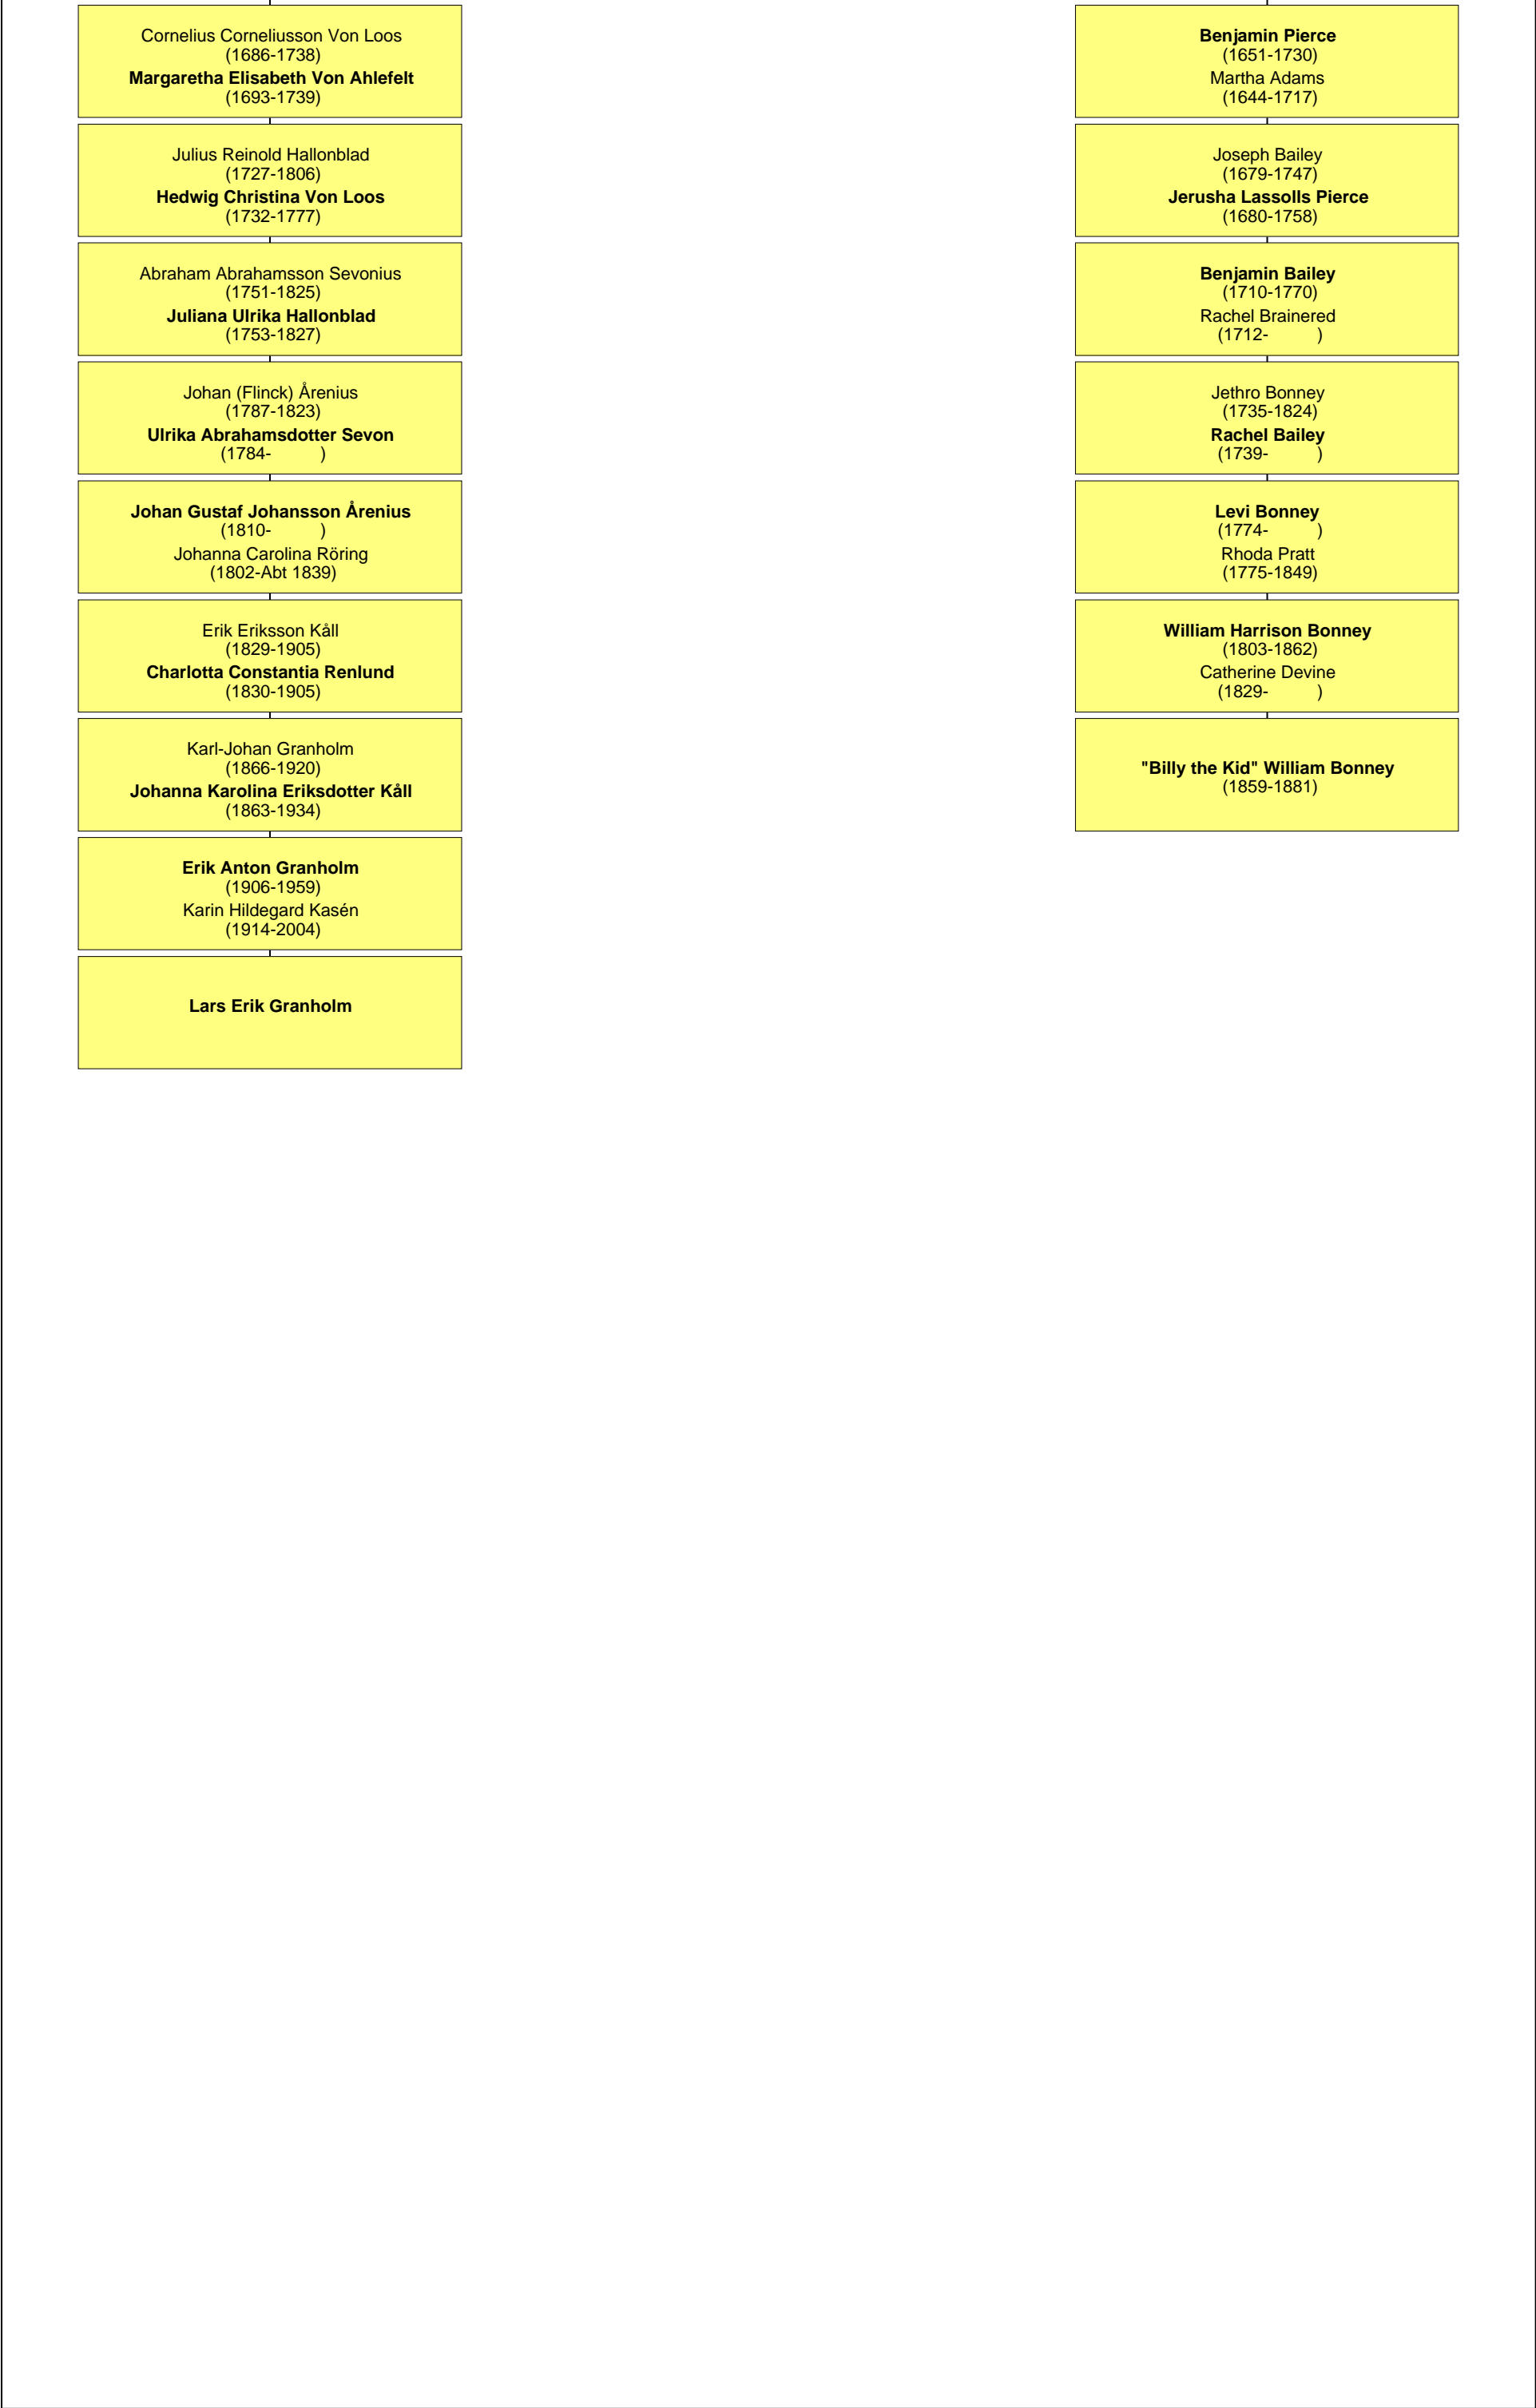 Cornelius Corneliusson Von Loos
(1686-1738)
Margaretha Elisabeth Von Ahlefelt
(1693-1739)
Julius Reinold Hallonblad
(1727-1806)
Hedwig Christina Von Loos
(1732-1777)
Abraham Abrahamsson Sevonius
(1751-1825)
Juliana Ulrika Hallonblad
(1753-1827)
Johan (Flinck) Årenius
(1787-1823)
Ulrika Abrahamsdotter Sevon
(1784- )
Johan Gustaf Johansson Årenius
(1810- )
Johanna Carolina Röring
(1802-Abt 1839)
Erik Eriksson Kåll
(1829-1905)
Charlotta Constantia Renlund
(1830-1905)
Karl-Johan Granholm
(1866-1920)
Johanna Karolina Eriksdotter Kåll
(1863-1934)
Erik Anton Granholm
(1906-1959)
Karin Hildegard Kasén
(1914-2004)
Lars Erik Granholm
Benjamin Pierce
(1651-1730)
Martha Adams
(1644-1717)
Joseph Bailey
(1679-1747)
Jerusha Lassolls Pierce
(1680-1758)
Benjamin Bailey
(1710-1770)
Rachel Brainered
(1712- )
Jethro Bonney
(1735-1824)
Rachel Bailey
(1739- )
Levi Bonney
(1774- )
Rhoda Pratt
(1775-1849)
William Harrison Bonney
(1803-1862)
Catherine Devine
(1829- )
"Billy the Kid" William Bonney
(1859-1881)